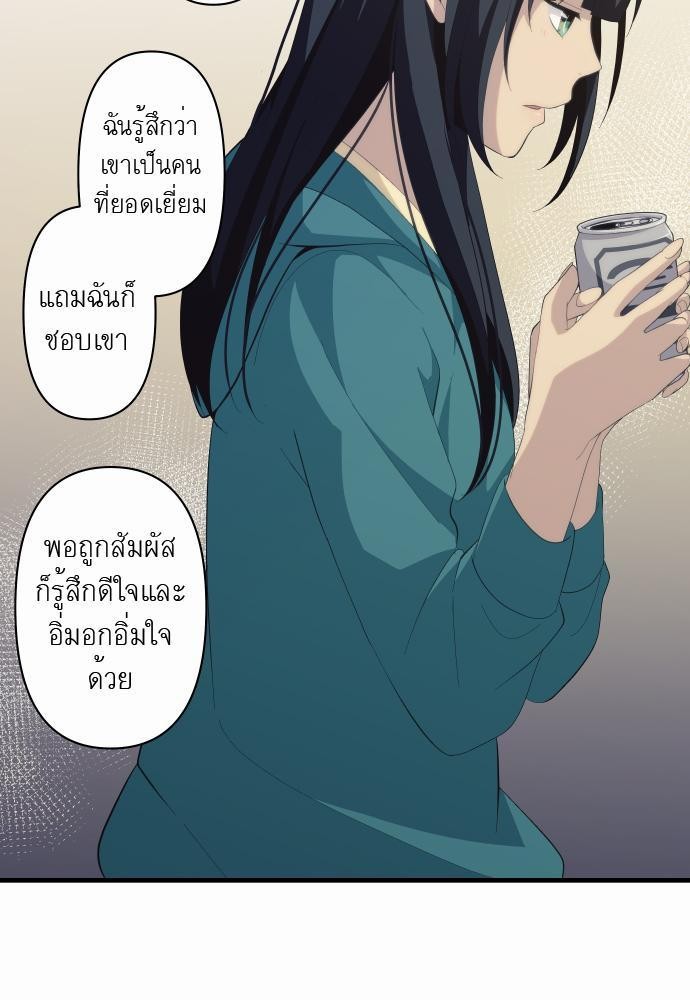 ฉันรู้สึกว่า
เขาเป็นคน
ที่ยอดเยี่ยม
แถมฉันก็
ชอบเขา
พอถูกสัมผัส
ก็รู้สึกดีใจและ
อิ่มอกอิ่มใจ
ด้วย